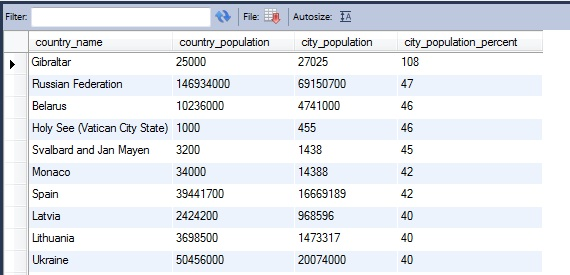 Filter: File: Autosize:
country_name country_population city_population city_population_percent
Gibraltar 25000 27025 108
Russian Federation 146934000 69150700 47
Belarus 10236000 4741000 46
Holy See (Vatican City State) 1000 455 46
Svalbard and Jan Mayen 3200 1438 45
Monaco 34000 14388 42
Spain 39441700 16669189 42
Latvia 2424200 968596 40
Lithuania 3698500 1473317 40
Ukraine 50456000 20074000 40